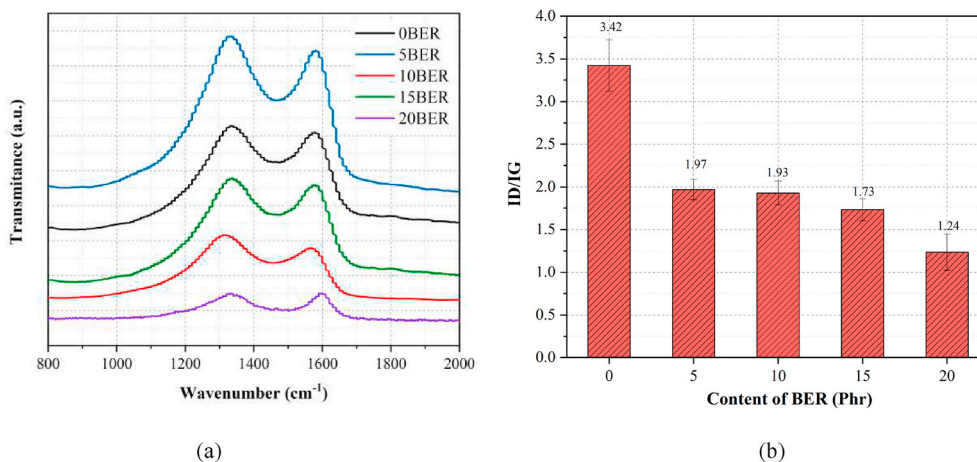 0BER
5BER
10BER
15BER
20BER
Transmitance (a.u.)
800 1000 1200 1400 1600 1800 2000
Wavenumber (cm⁻¹)
(a)
4.0
3.5
3.0
2.5
2.0
1.5
1.0
0.5
0.0
ID/IG
3.42
1.97
1.93
1.73
1.24
0 5 10 15 20
Content of BER (Phr)
(b)